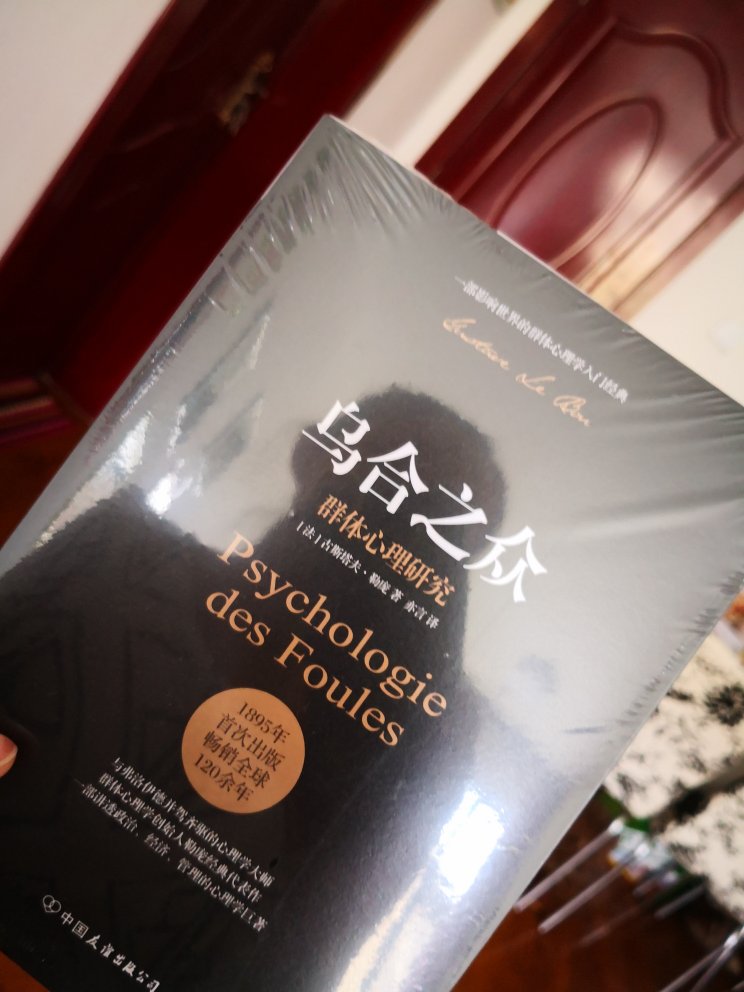 一部影响世界的群体心理学入门经典
Gustave Le Bon
乌合之众
群体心理研究
[法]古斯塔夫·勒庞 著 亦言 译
Psychologie
des Foules
1895年
首次出版
畅销全球
120余年
与弗洛伊德并驾齐驱的心理学大师
群体心理学创始人勒庞经典代表作
一部讲透政治、经济、管理的心理学巨著
中国友谊出版公司